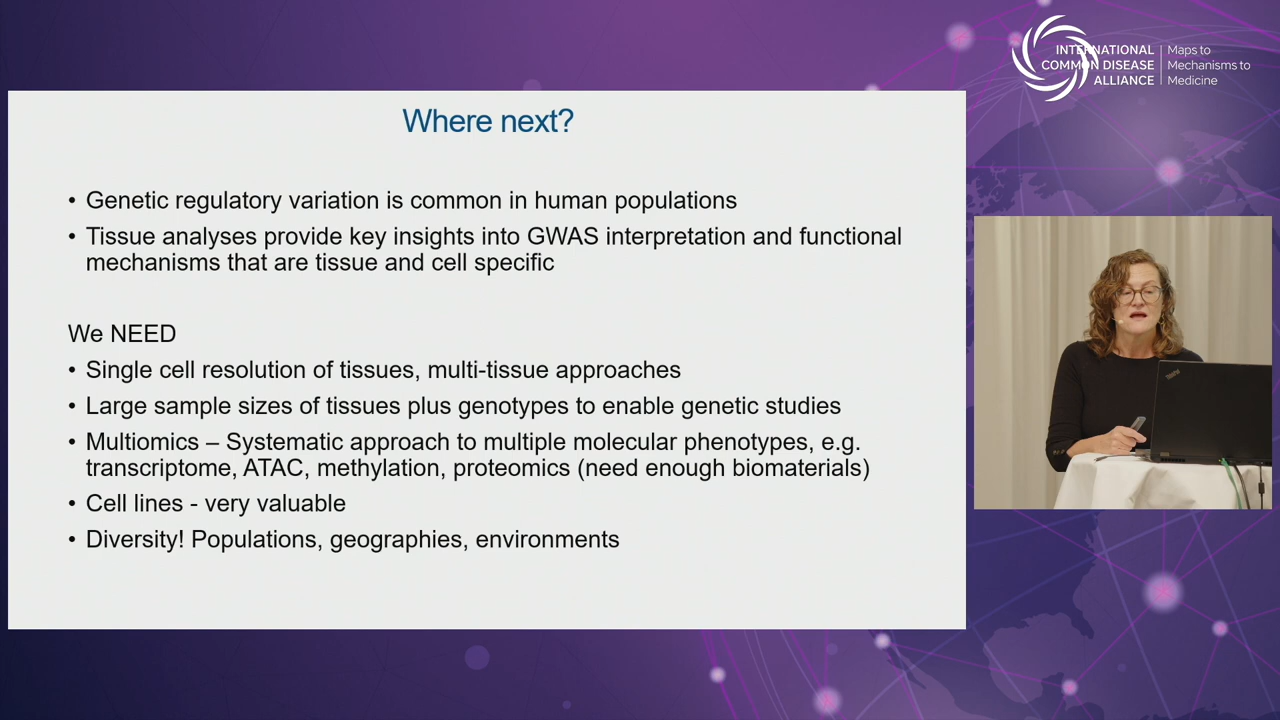 INTERNATIONAL
COMMON DISEASE
ALLIANCE
Maps to
Mechanisms to
Medicine
Where next?
• Genetic regulatory variation is common in human populations
• Tissue analyses provide key insights into GWAS interpretation and functional
mechanisms that are tissue and cell specific
We NEED
• Single cell resolution of tissues, multi-tissue approaches
• Large sample sizes of tissues plus genotypes to enable genetic studies
• Multiomics – Systematic approach to multiple molecular phenotypes, e.g.
transcriptome, ATAC, methylation, proteomics (need enough biomaterials)
• Cell lines - very valuable
• Diversity! Populations, geographies, environments